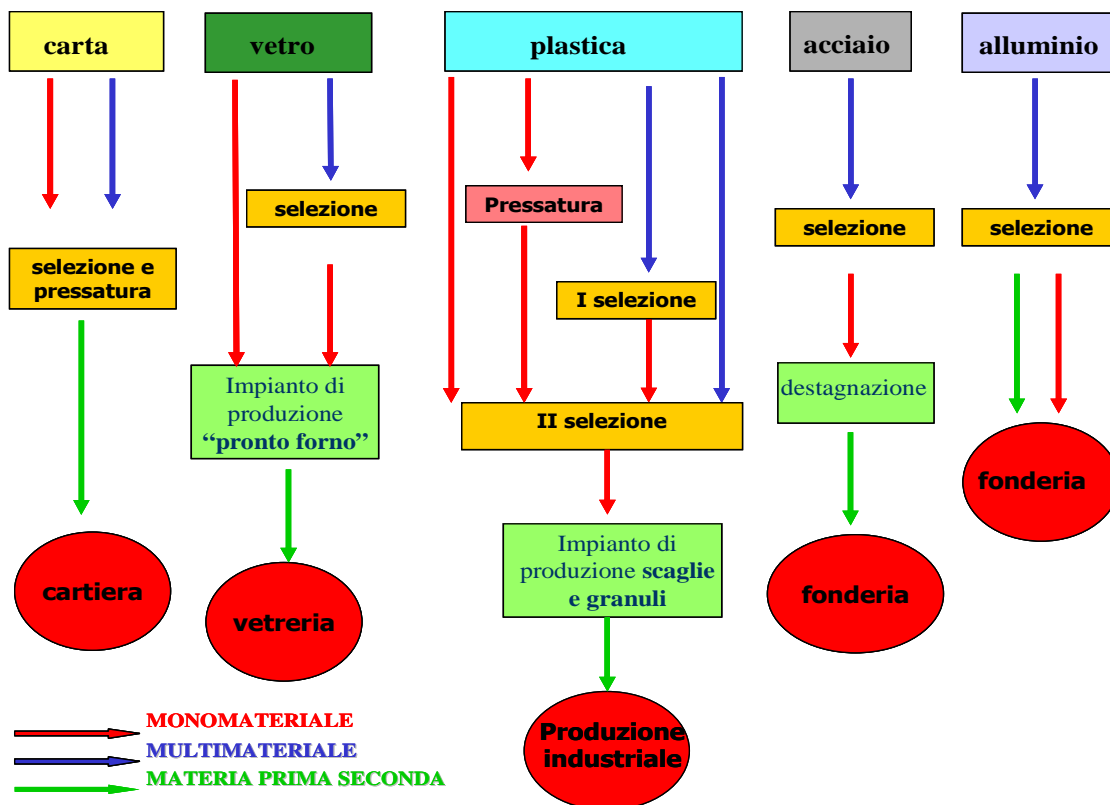 carta
vetro
plastica
acciaio
alluminio
selezione
Pressatura
selezione
selezione
selezione e
pressatura
I selezione
Impianto di
produzione
“pronto forno”
destagnazione
II selezione
fonderia
Impianto di
produzione scaglie
e granuli
cartiera
vetreria
fonderia
Produzione
industriale
MONOMATERIALE
MULTIMATERIALE
MATERIA PRIMA SECONDA